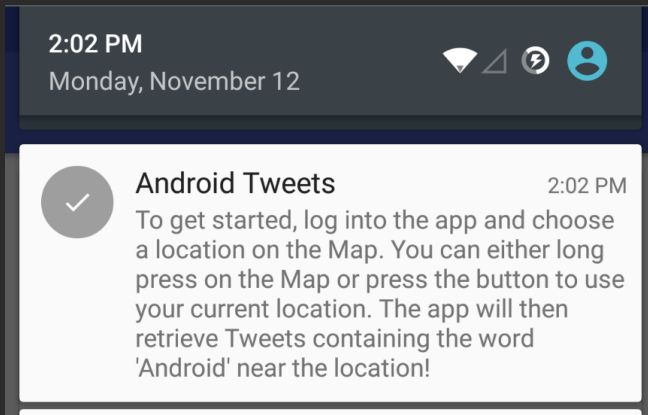 2:02 PM
Monday, November 12
Android Tweets 2:02 PM
To get started, log into the app and choose
a location on the Map. You can either long
press on the Map or press the button to use
your current location. The app will then
retrieve Tweets containing the word
'Android' near the location!